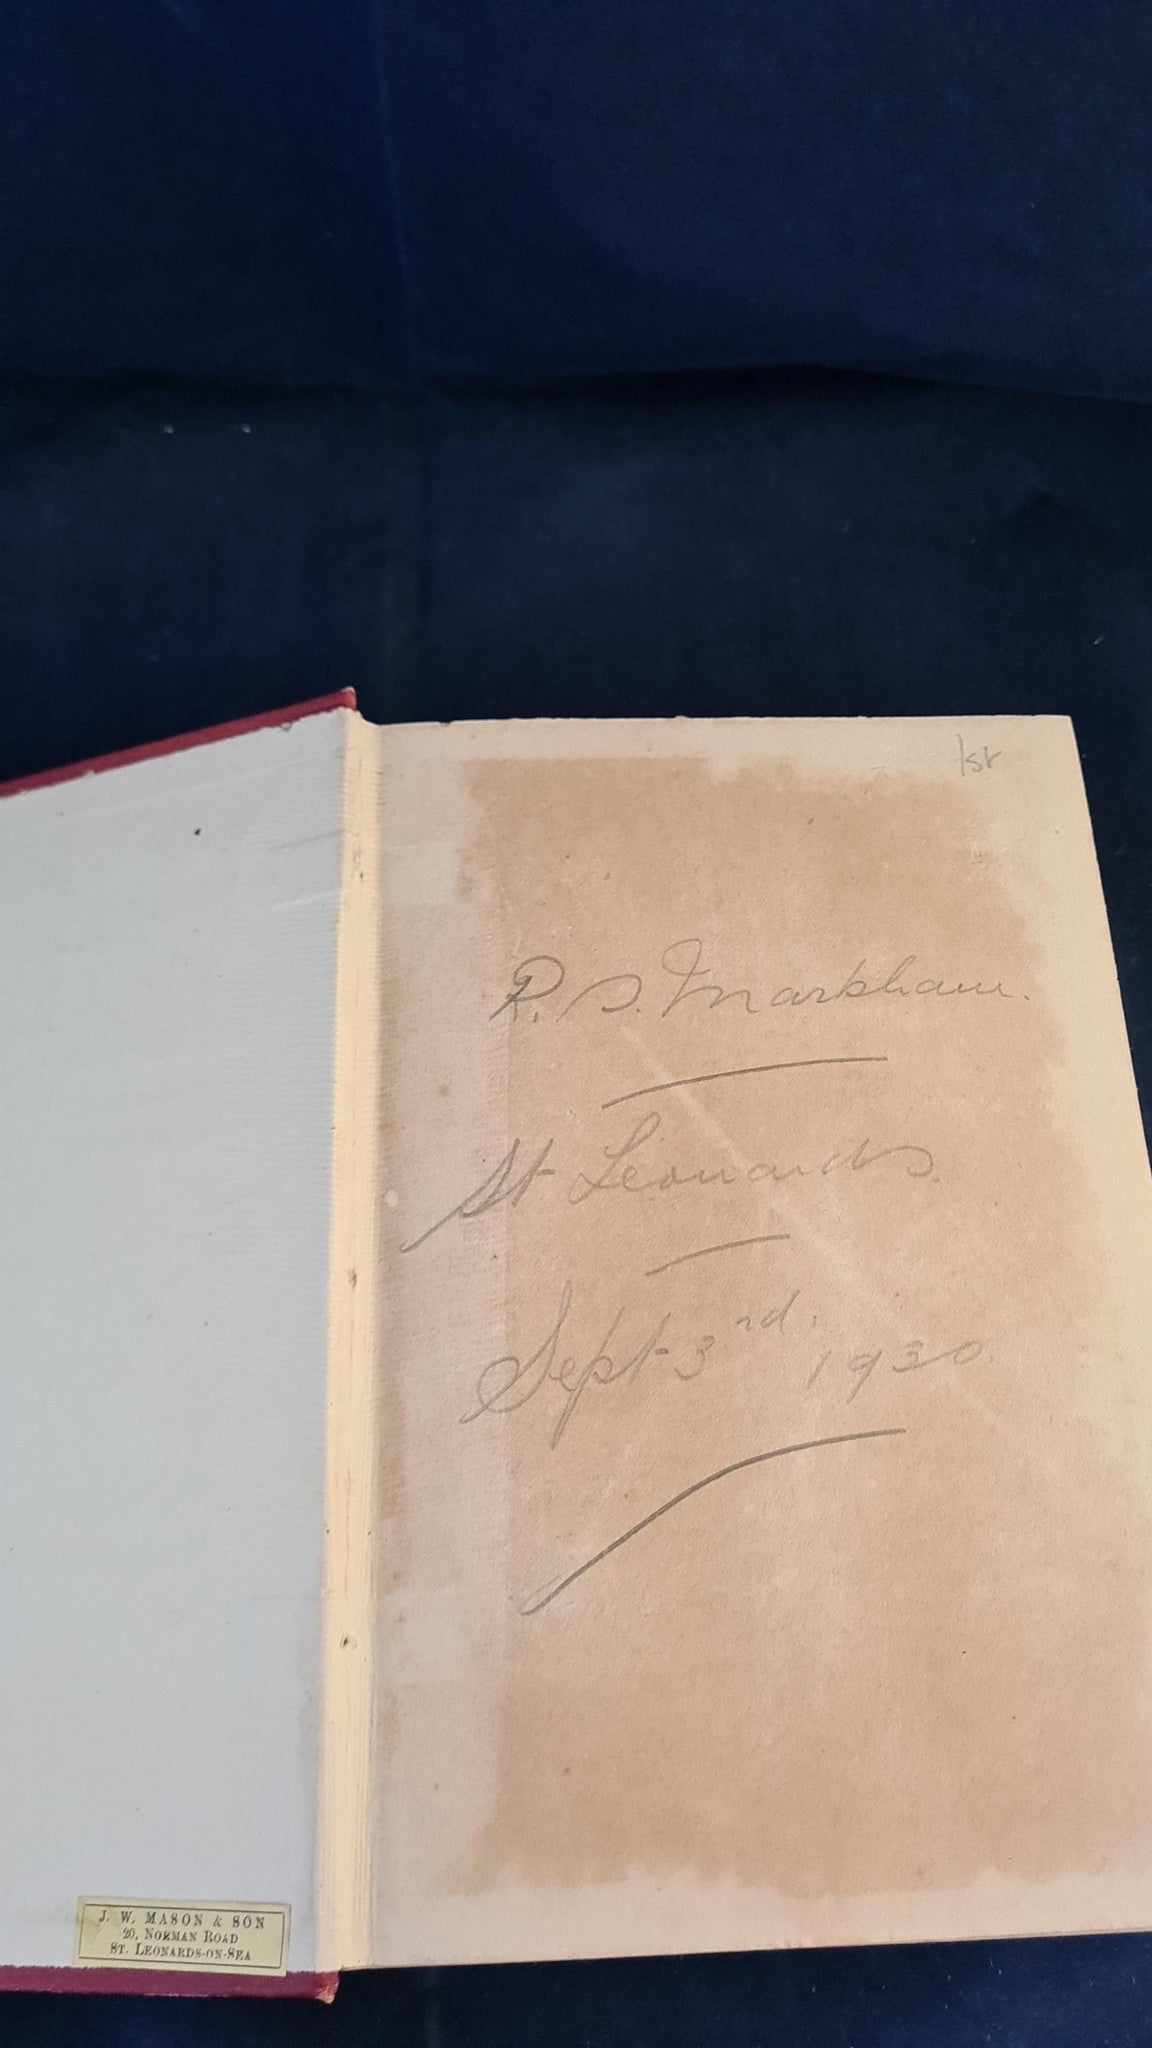 1st
R. S. Markham.
St Leonards.
Sept 3rd. 1930.
J. W. MASON & SON
20, NORMAN ROAD
ST. LEONARDS-ON-SEA